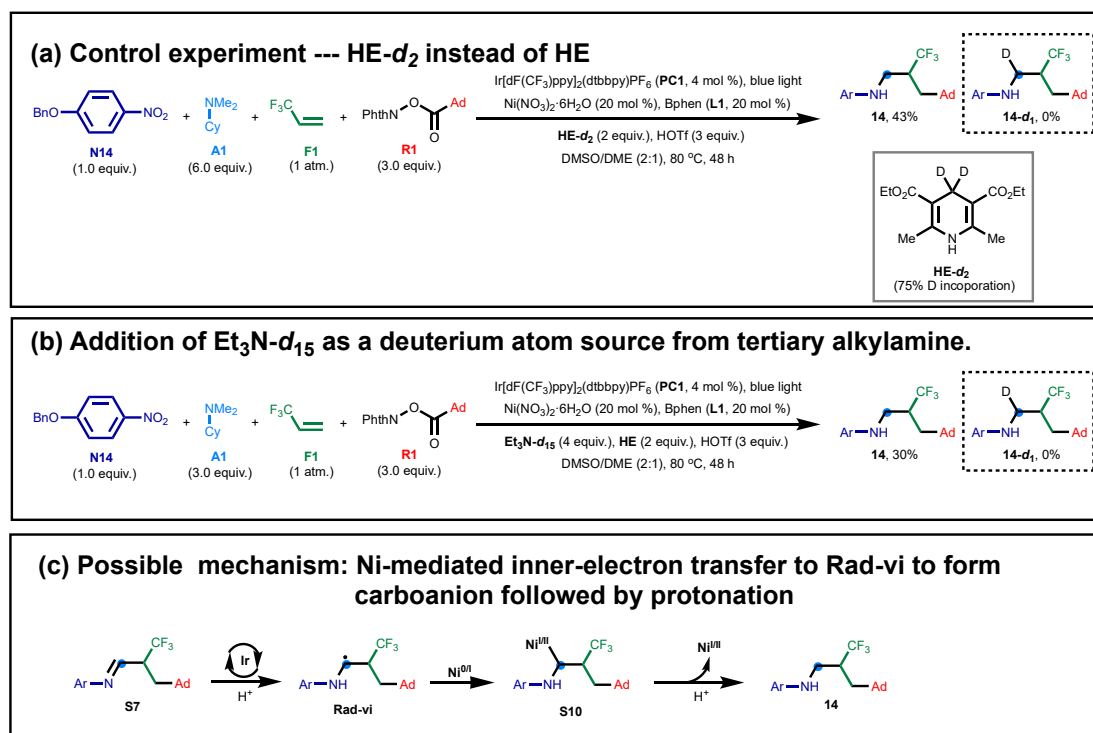 (a) Control experiment --- HE-d2 instead of HE
BnO
NO2
N14
(1.0 equiv.)
+
NMe2
Cy
A1
(6.0 equiv.)
+
F3C
F1
(1 atm.)
+
PhthN
O
Ad
O
R1
(3.0 equiv.)
Ir[dF(CF3)ppy]2(dtbbpy)PF6 (PC1, 4 mol %), blue light
Ni(NO3)2·6H2O (20 mol %), Bphen (L1, 20 mol %)
HE-d2 (2 equiv.), HOTf (3 equiv.)
DMSO/DME (2:1), 80 oC, 48 h
CF3
Ar
NH
Ad
14, 43%
D
CF3
Ar
NH
Ad
14-d1, 0%
D D
EtO2C
CO2Et
Me
N
H
Me
HE-d2
(75% D incoporation)
(b) Addition of Et3N-d15 as a deuterium atom source from tertiary alkylamine.
BnO
NO2
N14
(1.0 equiv.)
+
NMe2
Cy
A1
(3.0 equiv.)
+
F3C
F1
(1 atm.)
+
PhthN
O
Ad
O
R1
(3.0 equiv.)
Ir[dF(CF3)ppy]2(dtbbpy)PF6 (PC1, 4 mol %), blue light
Ni(NO3)2·6H2O (20 mol %), Bphen (L1, 20 mol %)
Et3N-d15 (4 equiv.), HE (2 equiv.), HOTf (3 equiv.)
DMSO/DME (2:1), 80 oC, 48 h
CF3
Ar
NH
Ad
14, 30%
D
CF3
Ar
NH
Ad
14-d1, 0%
(c) Possible mechanism: Ni-mediated inner-electron transfer to Rad-vi to form
carboanion followed by protonation
CF3
Ar
N
Ad
S7
Ir
H+
CF3
Ar
NH
Ad
Rad-vi
Ni0/I
NiI/II
CF3
Ar
NH
Ad
S10
NiI/II
H+
CF3
Ar
NH
Ad
14